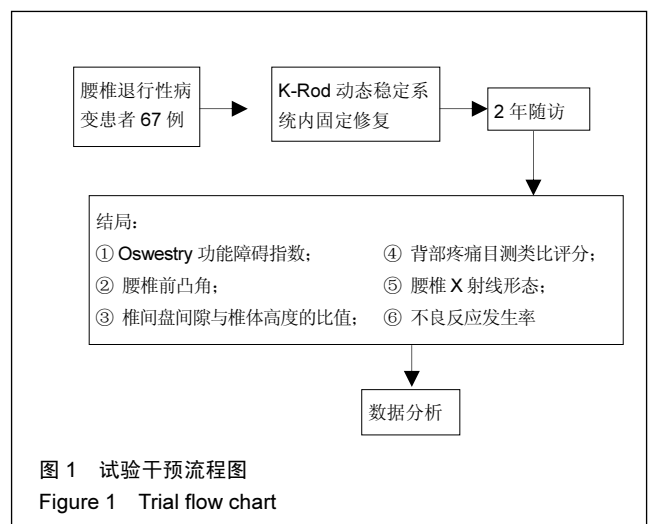 腰椎退行性病
变患者 67 例
K-Rod 动态稳定系
统内固定修复
2 年随访
结局：
① Oswestry 功能障碍指数；
② 腰椎前凸角；
③ 椎间盘间隙与椎体高度的比值；
④ 背部疼痛目测类比评分；
⑤ 腰椎 X 射线形态；
⑥ 不良反应发生率
数据分析
图 1 试验干预流程图
Figure 1 Trial flow chart